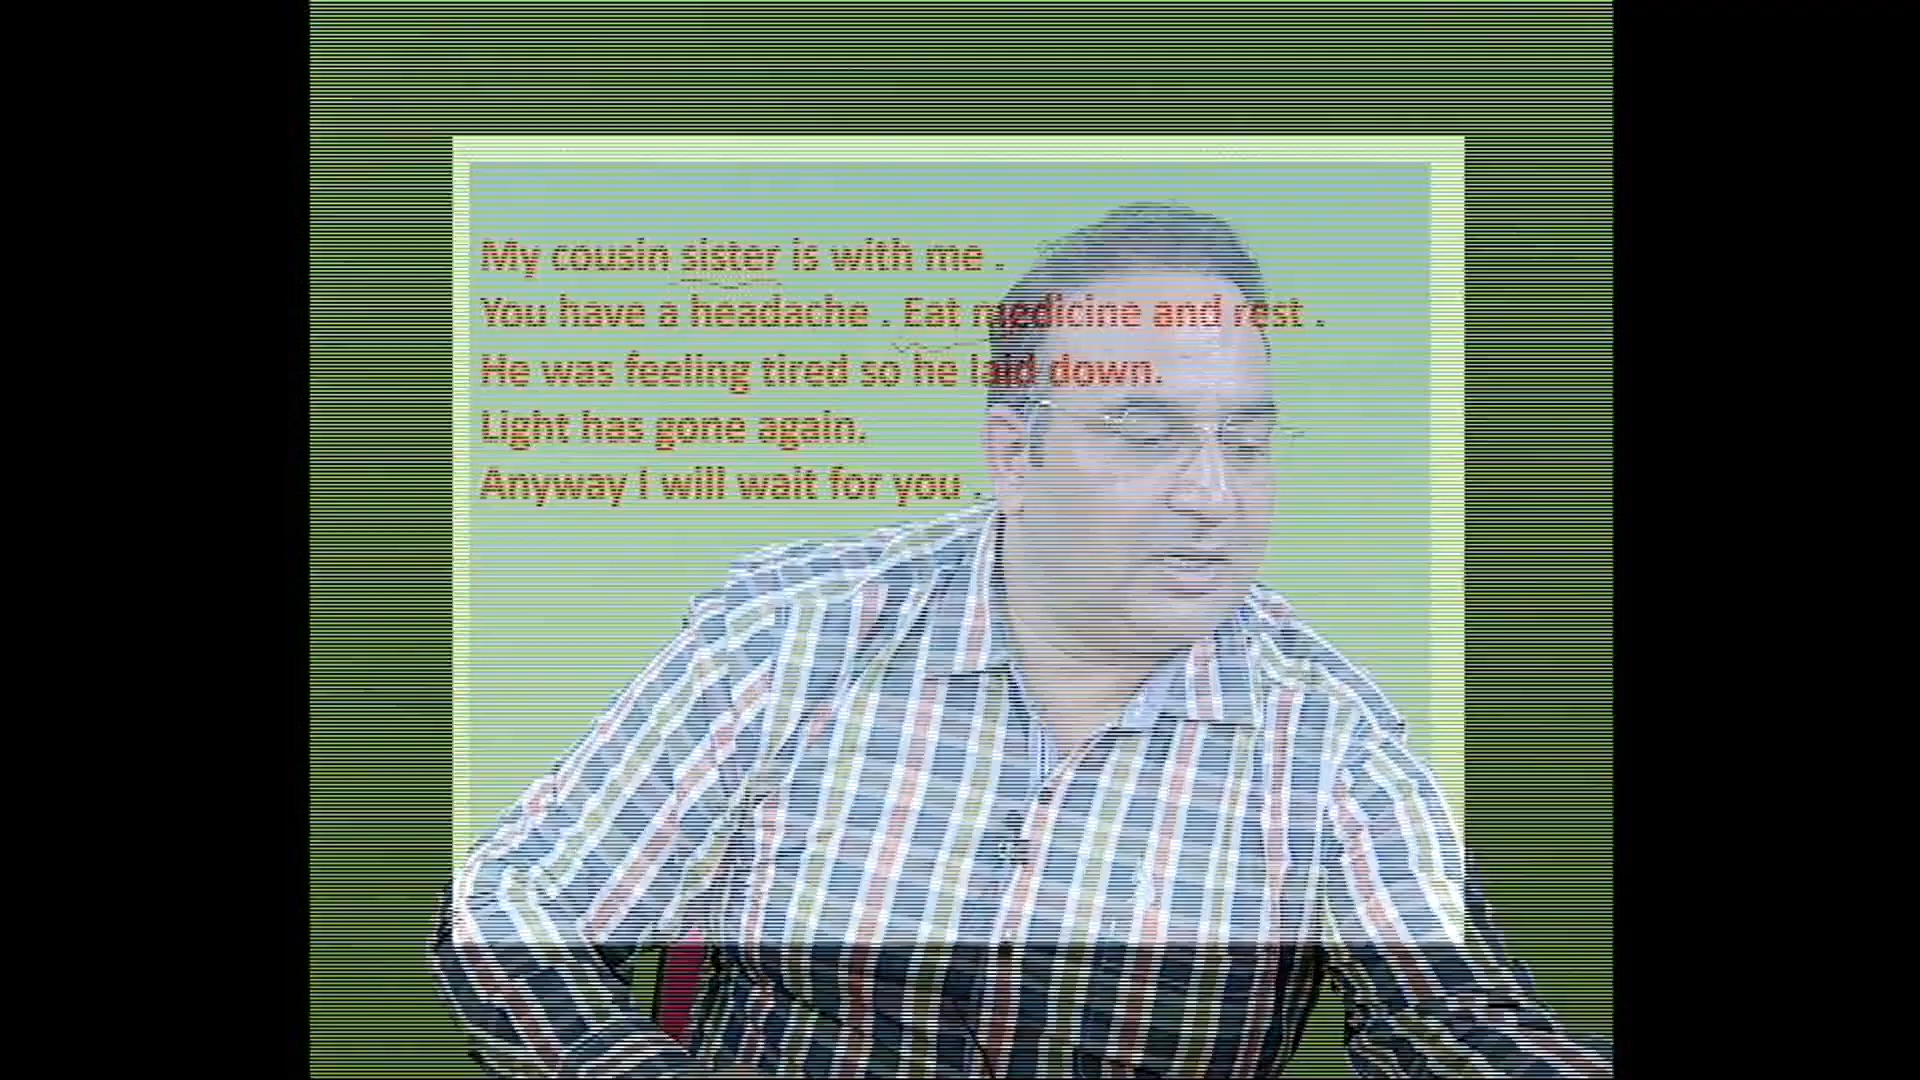 My cousin sister is with me .
You have a headache . Eat medicine and rest .
He was feeling tired so he laid down.
Light has gone again.
Anyway I will wait for you .